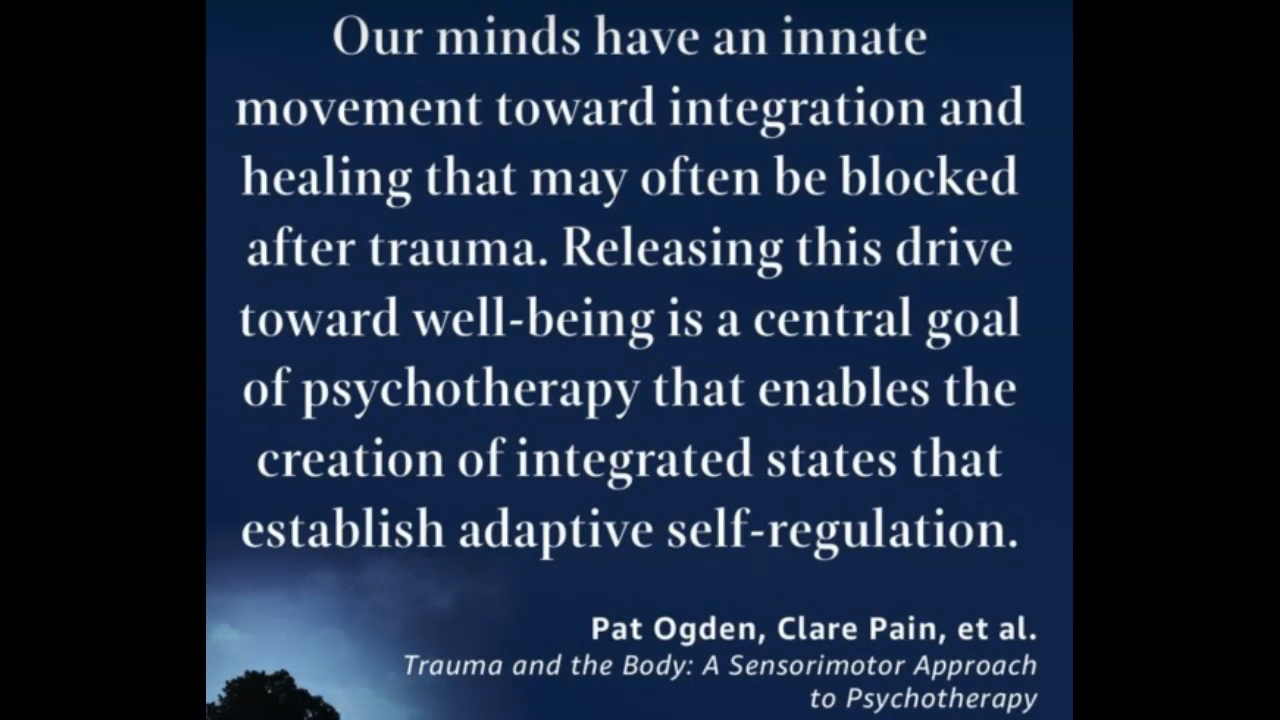 Our minds have an innate
movement toward integration and
healing that may often be blocked
after trauma. Releasing this drive
toward well-being is a central goal
of psychotherapy that enables the
creation of integrated states that
establish adaptive self-regulation.
Pat Ogden, Clare Pain, et al.
Trauma and the Body: A Sensorimotor Approach
to Psychotherapy